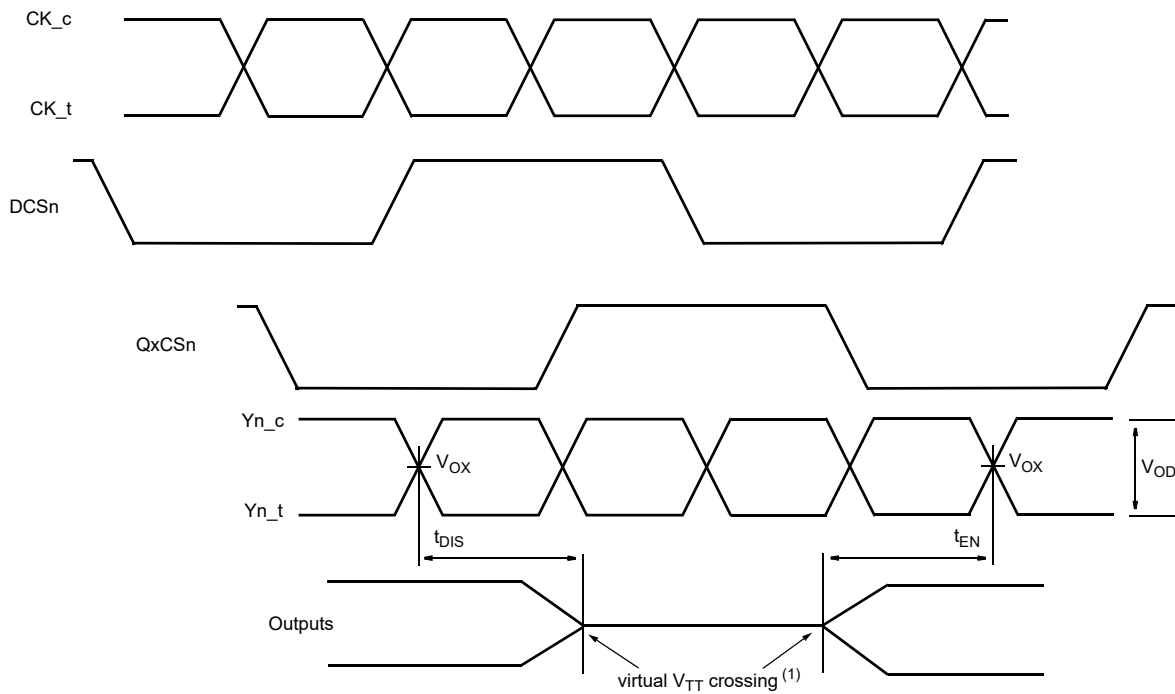 CK_c
CK_t
DCSn
QxCSn
Yn_c
VOX
VOX
VOD
Yn_t
tDIS
tEN
Outputs
virtual VTT crossing (1)